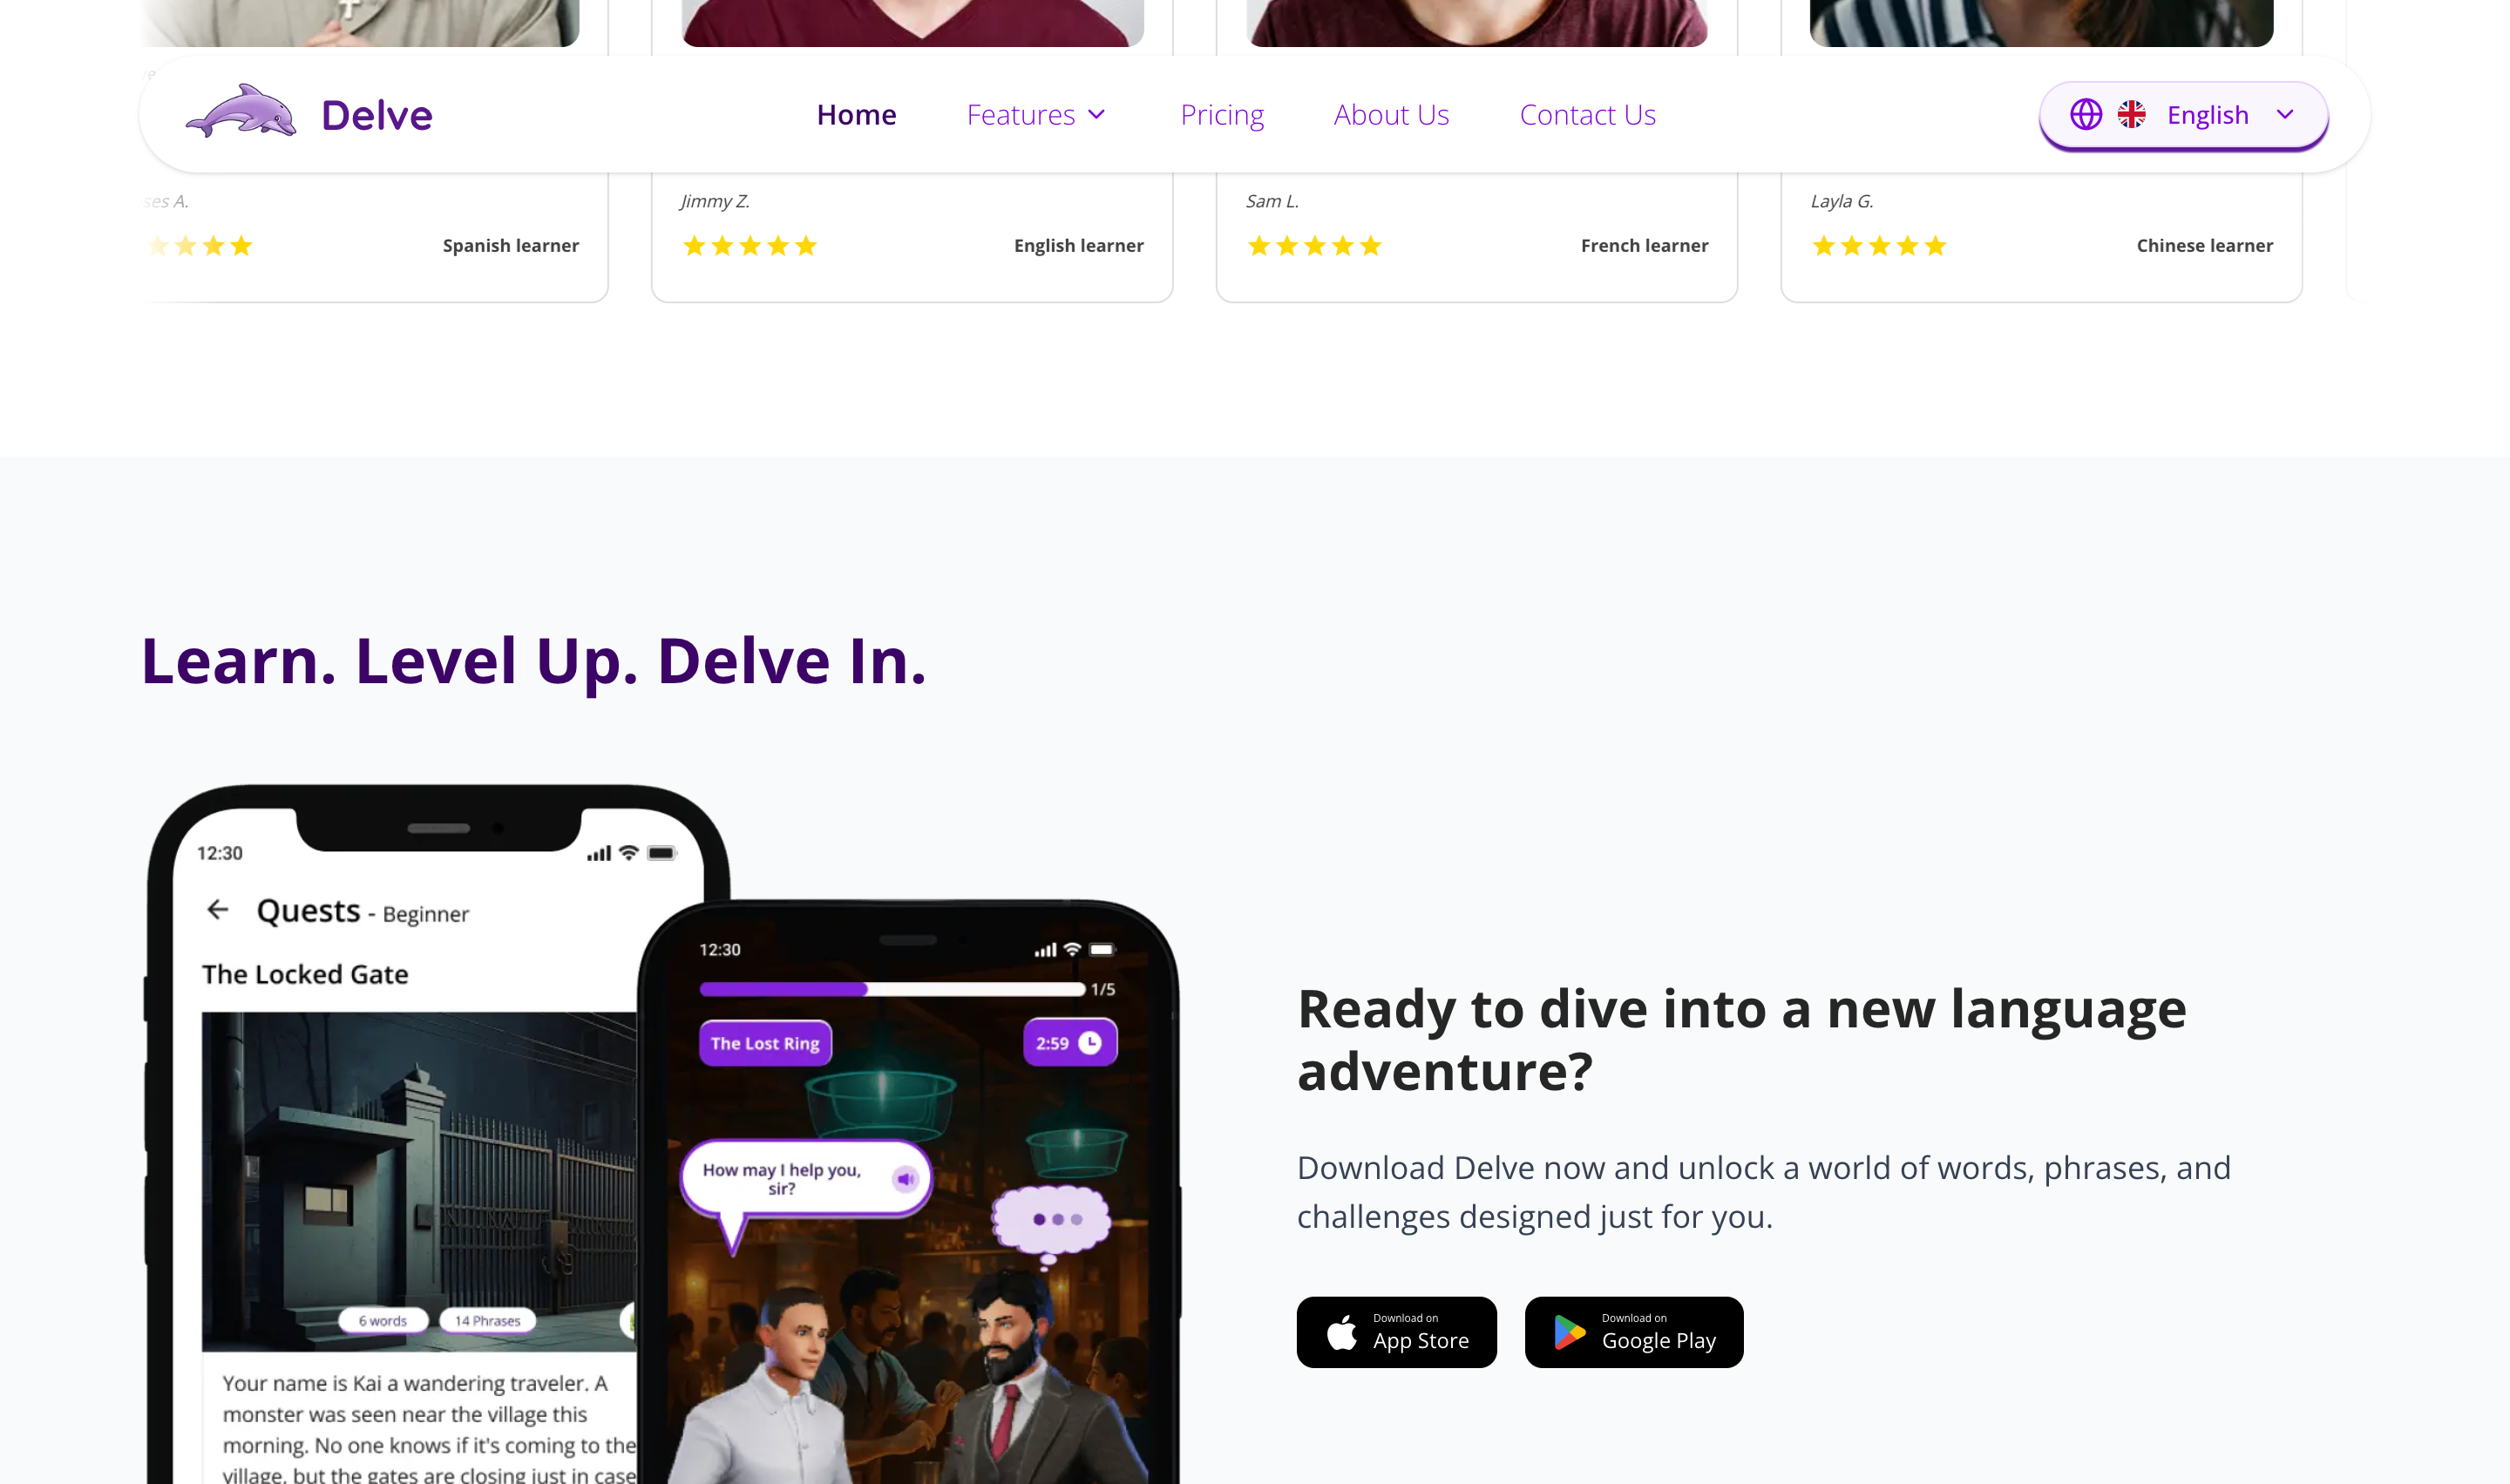 Delve
Home
Features
Pricing
About Us
Contact Us
English
Jimmy Z.
Sam L.
Layla G.
Spanish learner
English learner
French learner
Chinese learner
Learn. Level Up. Delve In.
12:30
Quests - Beginner
The Locked Gate
6 words
14 Phrases
Your name is Kai a wandering traveler. A
monster was seen near the village this
morning. No one knows if it's coming to the
village, but the gates are closing just in case
12:30
1/5
The Lost Ring
2:59
How may I help you,
sir?
Ready to dive into a new language
adventure?
Download Delve now and unlock a world of words, phrases, and
challenges designed just for you.
Download on
App Store
Download on
Google Play